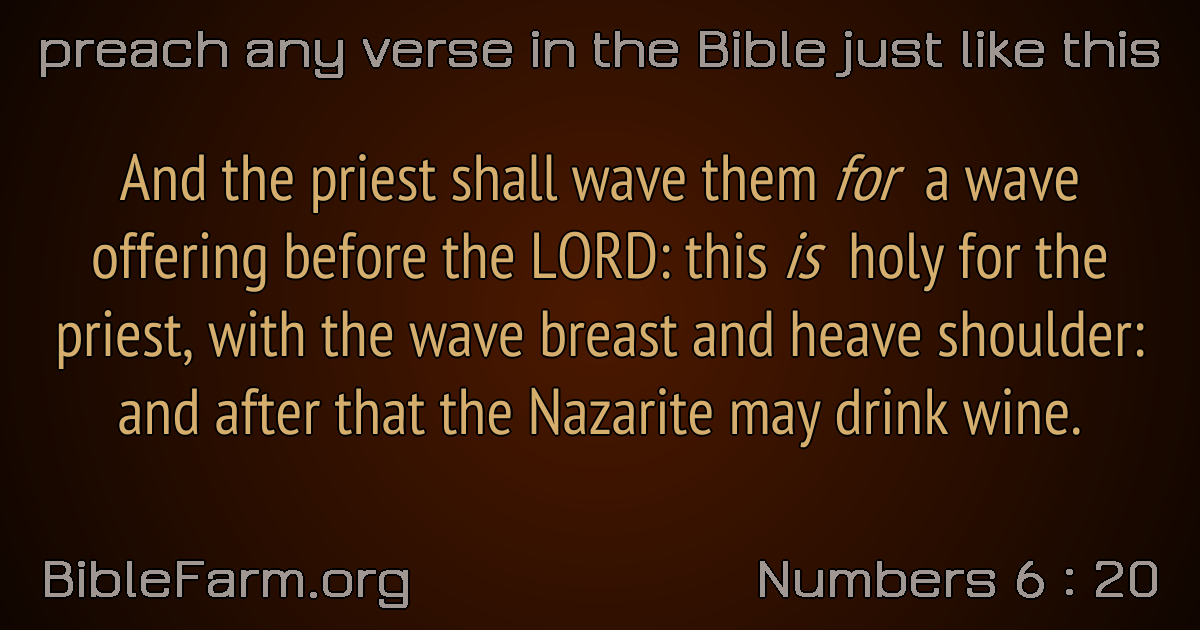 preach any verse in the Bible just like this
And the priest shall wave them for a wave
offering before the LORD: this is holy for the
priest, with the wave breast and heave shoulder:
and after that the Nazarite may drink wine.
BibleFarm.org
Numbers 6 : 20